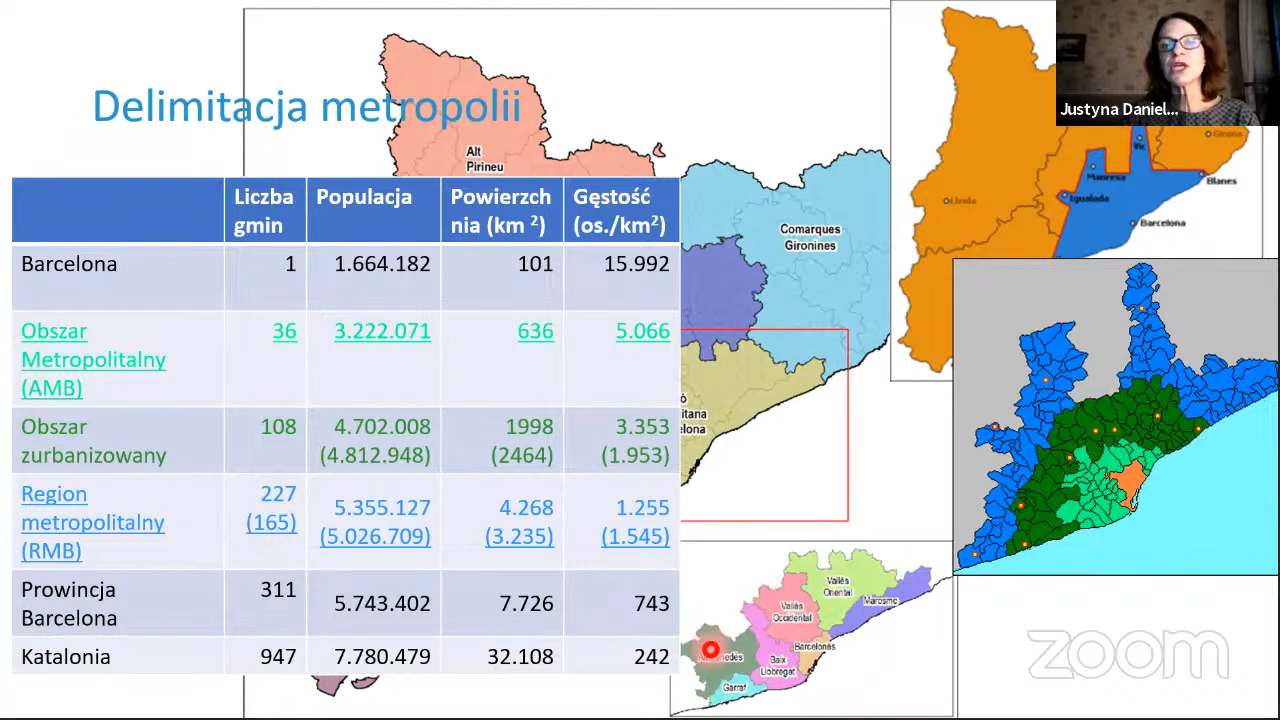 Delimitacja metropolii
Justyna Daniel...
Alt
Pirineu
Comarques
Gironines
Girona
Vic
Manresa
Blanes
Igualada
Lleida
Barcelona
Liczba gmin
Populacja
Powierzchnia (km ²)
Gęstość (os./km²)
Barcelona 1 1.664.182 101 15.992
Obszar Metropolitalny (AMB) 36 3.222.071 636 5.066
Obszar zurbanizowany 108 4.702.008 (4.812.948) 1998 (2464) 3.353 (1.953)
Region metropolitalny (RMB) 227 (165) 5.355.127 (5.026.709) 4.268 (3.235) 1.255 (1.545)
Prowincja Barcelona 311 5.743.402 7.726 743
Katalonia 947 7.780.479 32.108 242
itana
elona
Vallès
Oriental
Maresme
Vallès
Occidental
Barcelonès
Baix
Llobregat
Garraf
zoom